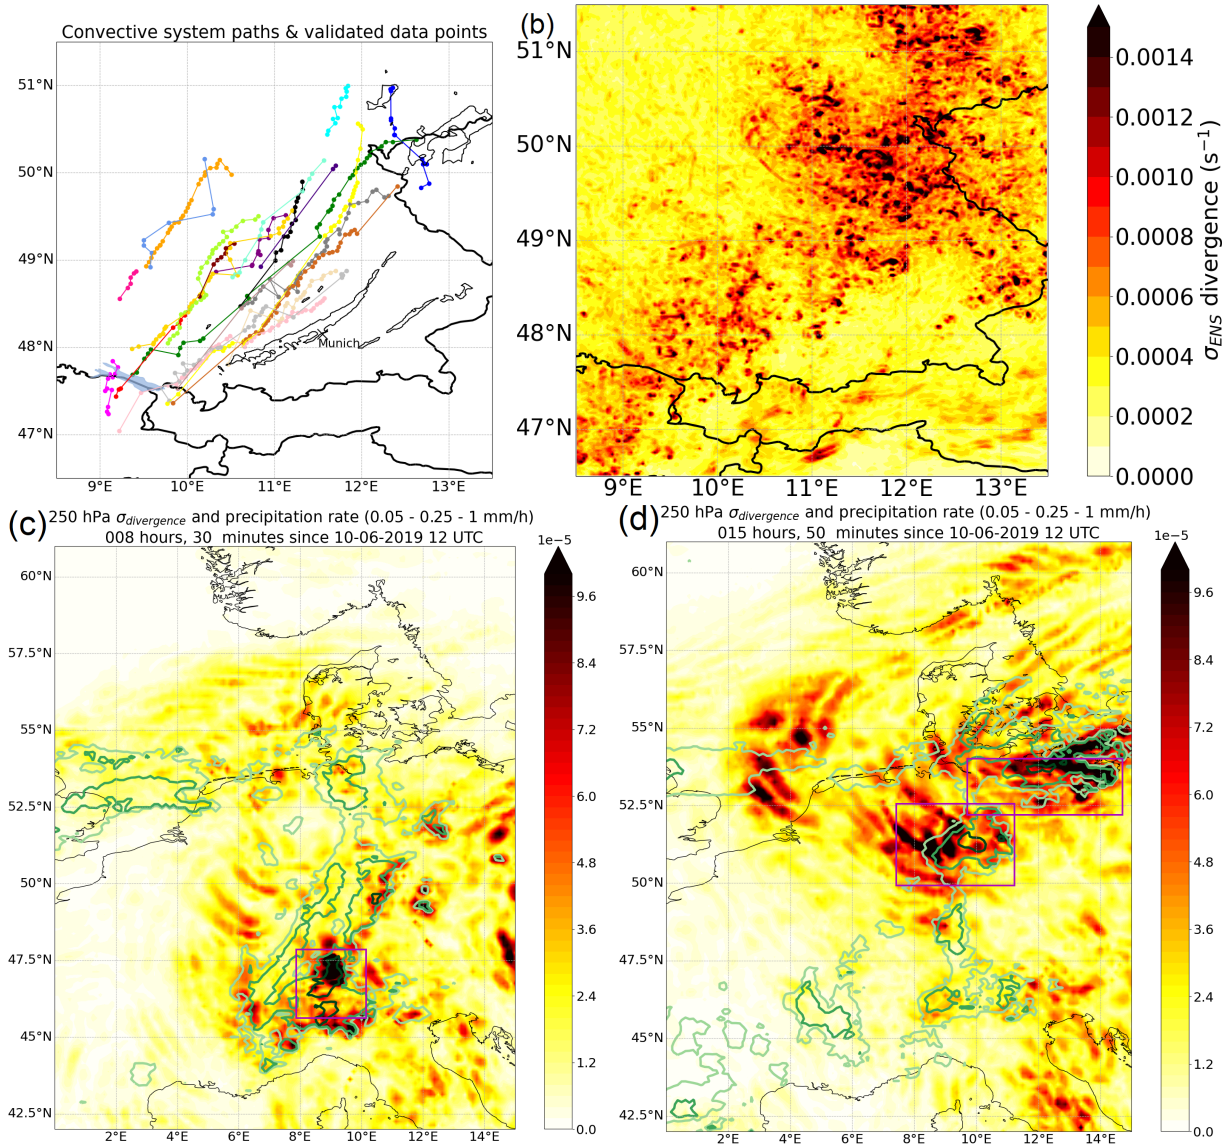 Convective system paths & validated data points
51°N
50°N
49°N
48°N
47°N
9°E 10°E 11°E 12°E 13°E
Munich
(b)
51°N
50°N
49°N
48°N
47°N
9°E 10°E 11°E 12°E 13°E
0.0014
0.0012
0.0010
0.0008
0.0006
0.0004
0.0002
0.0000
σENS divergence (s⁻¹)
(c)
250 hPa σdivergence and precipitation rate (0.05 - 0.25 - 1 mm/h)
008 hours, 30 minutes since 10-06-2019 12 UTC
1e−5
60°N
57.5°N
55°N
52.5°N
50°N
47.5°N
45°N
42.5°N
2°E 4°E 6°E 8°E 10°E 12°E 14°E
9.6
8.4
7.2
6.0
4.8
3.6
2.4
1.2
0.0
(d)
250 hPa σdivergence and precipitation rate (0.05 - 0.25 - 1 mm/h)
015 hours, 50 minutes since 10-06-2019 12 UTC
1e−5
60°N
57.5°N
55°N
52.5°N
50°N
47.5°N
45°N
42.5°N
2°E 4°E 6°E 8°E 10°E 12°E 14°E
9.6
8.4
7.2
6.0
4.8
3.6
2.4
1.2
0.0